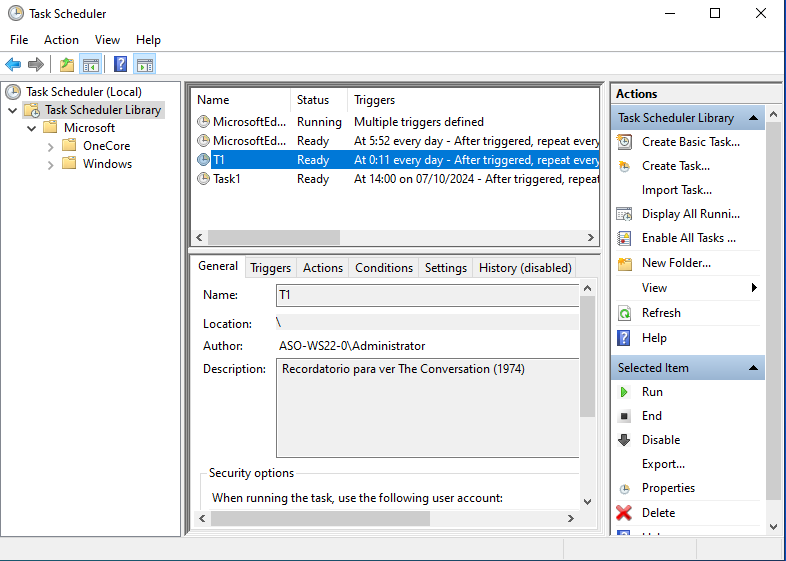 Task Scheduler
File Action View Help
Task Scheduler (Local)
Task Scheduler Library
Microsoft
OneCore
Windows
Name Status Triggers
MicrosoftEd... Running Multiple triggers defined
MicrosoftEd... Ready At 5:52 every day - After triggered, repeat every
T1 Ready At 0:11 every day - After triggered, repeat every
Task1 Ready At 14:00 on 07/10/2024 - After triggered, repeat
General Triggers Actions Conditions Settings History (disabled)
Name: T1
Location: \
Author: ASO-WS22-0\Administrator
Description: Recordatorio para ver The Conversation (1974)
Security options
When running the task, use the following user account:
Actions
Task Scheduler Library
Create Basic Task...
Create Task...
Import Task...
Display All Runni...
Enable All Tasks ...
New Folder...
View
Refresh
Help
Selected Item
Run
End
Disable
Export...
Properties
Delete